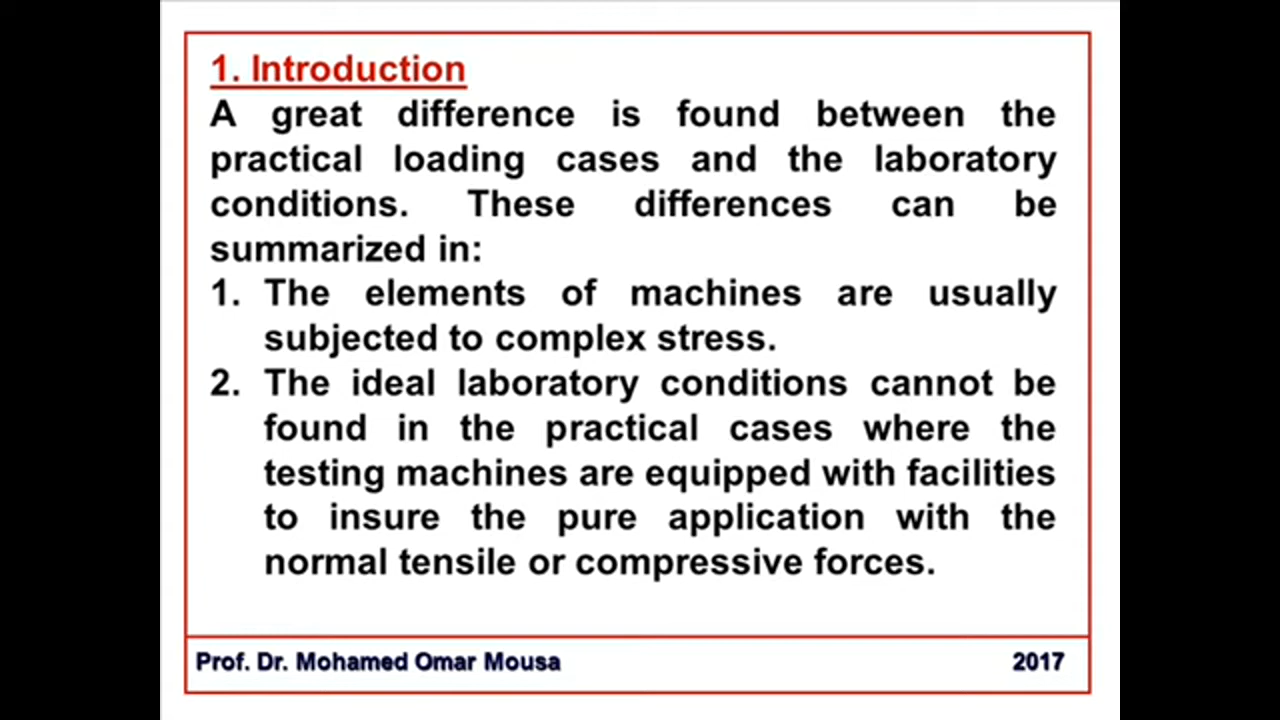 1. Introduction
A great difference is found between the
practical loading cases and the laboratory
conditions. These differences can be
summarized in:
1. The elements of machines are usually
subjected to complex stress.
2. The ideal laboratory conditions cannot be
found in the practical cases where the
testing machines are equipped with facilities
to insure the pure application with the
normal tensile or compressive forces.
Prof. Dr. Mohamed Omar Mousa 2017